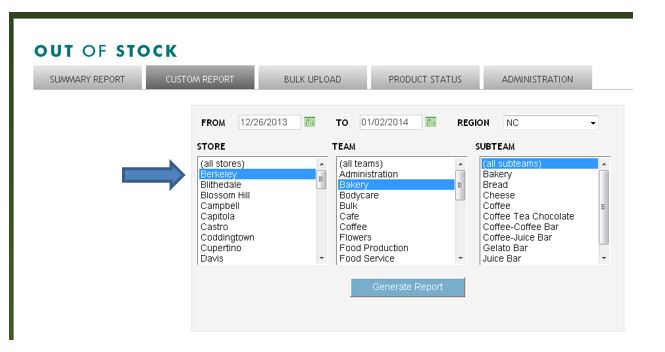 OUT OF STOCK
SUMMARY REPORT CUSTOM REPORT BULK UPLOAD PRODUCT STATUS ADMINISTRATION
FROM 12/26/2013 TO 01/02/2014 REGION NC
STORE TEAM SUBTEAM
(all stores) (all teams) (all subteams)
Berkeley Administration Bakery
Blithedale Bakery Bread
Blossom Hill Bodycare Cheese
Campbell Bulk Coffee
Capitola Cafe Coffee Tea Chocolate
Castro Coffee Coffee-Coffee Bar
Coddingtown Flowers Coffee-Juice Bar
Cupertino Food Production Gelato Bar
Davis Food Service Juice Bar
Generate Report